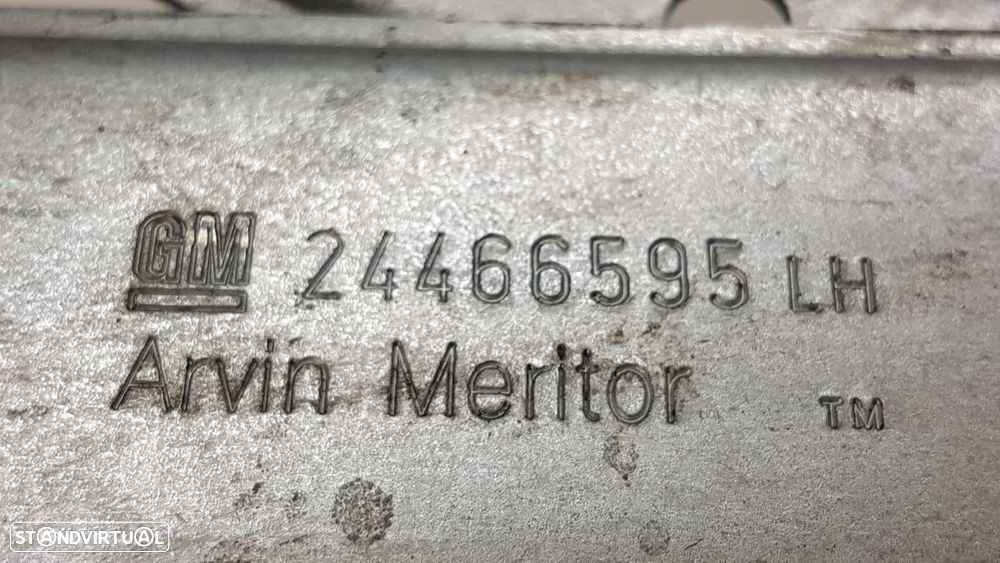 GM 24466595 LH
Arvin Meritor TM
STANDVIRTUAL